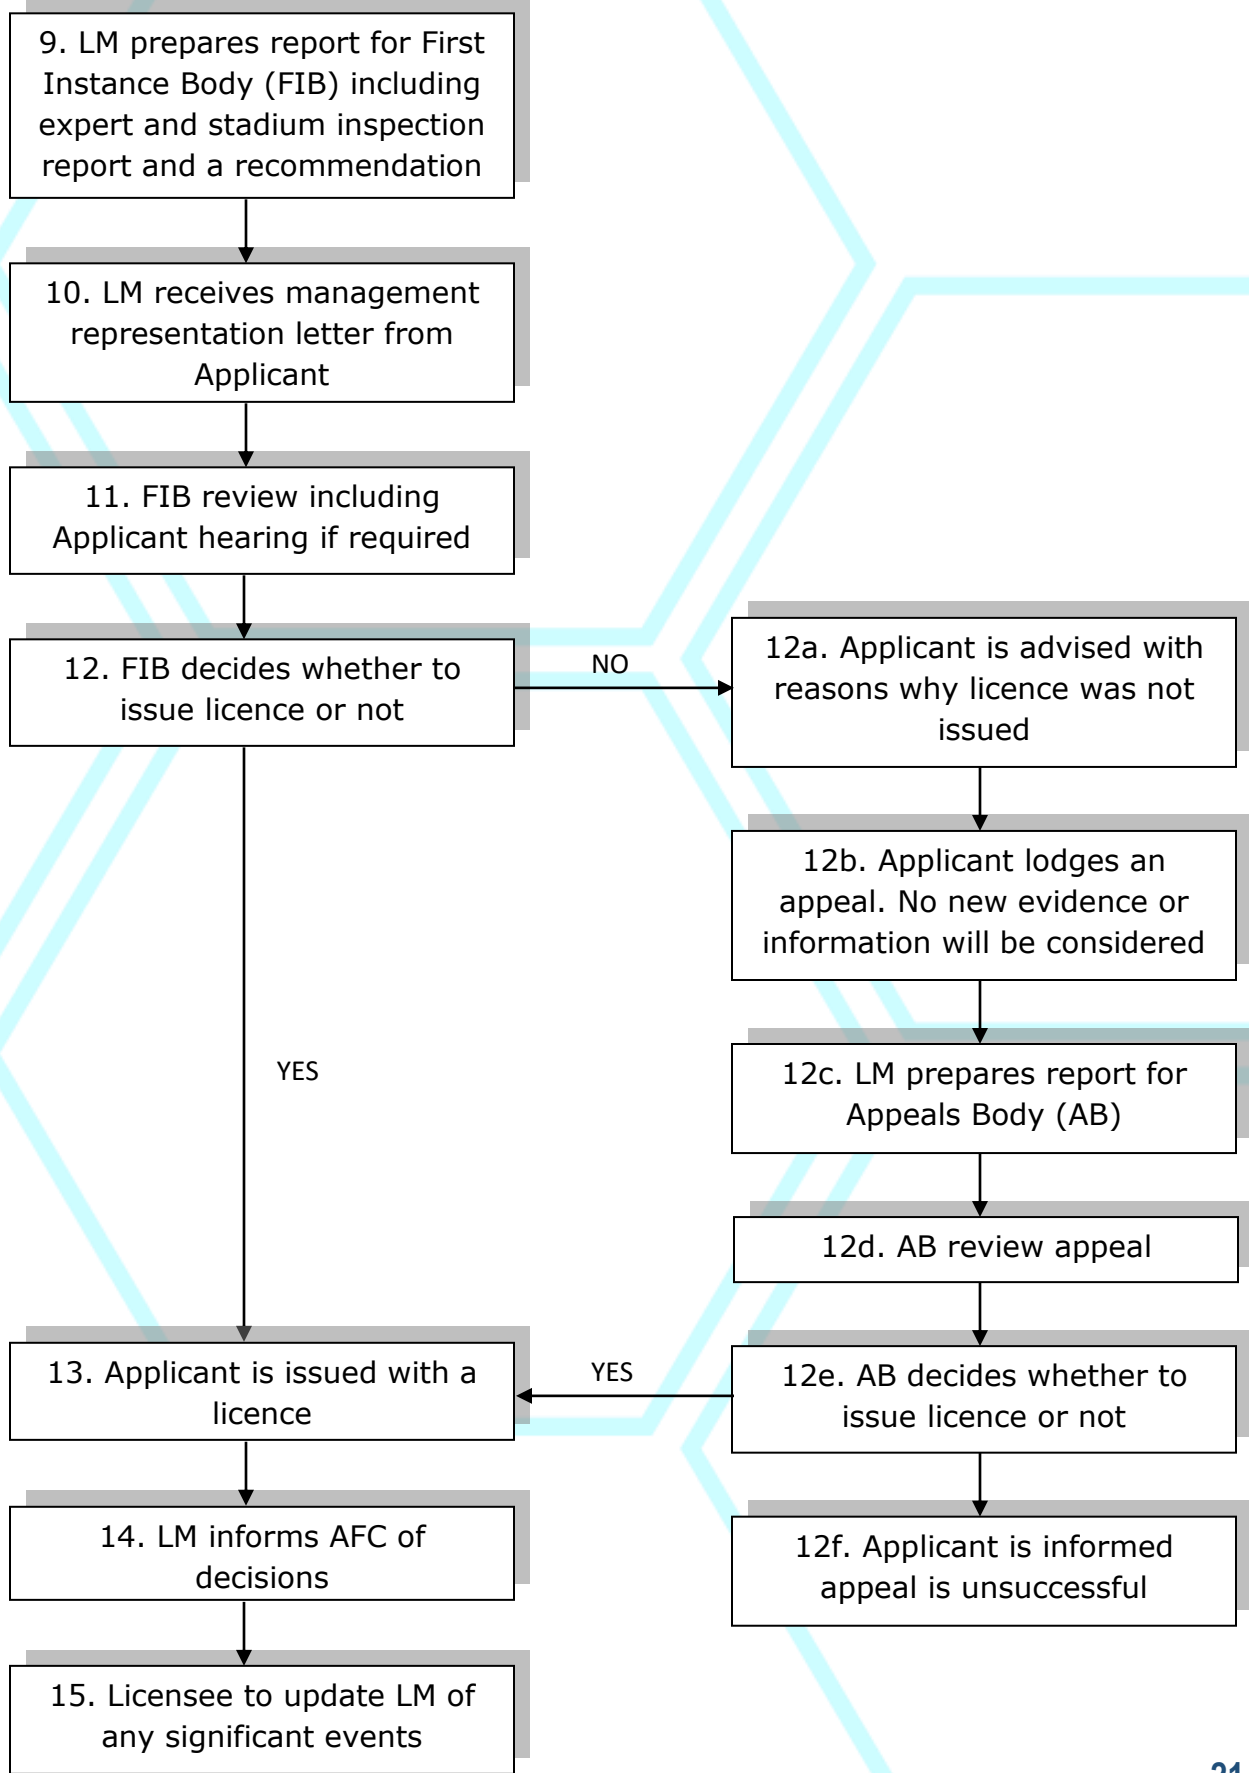 9. LM prepares report for First
Instance Body (FIB) including
expert and stadium inspection
report and a recommendation
10. LM receives management
representation letter from
Applicant
11. FIB review including
Applicant hearing if required
12. FIB decides whether to
issue licence or not
NO
12a. Applicant is advised with
reasons why licence was not
issued
12b. Applicant lodges an
appeal. No new evidence or
information will be considered
YES
12c. LM prepares report for
Appeals Body (AB)
12d. AB review appeal
13. Applicant is issued with a
licence
YES
12e. AB decides whether to
issue licence or not
14. LM informs AFC of
decisions
12f. Applicant is informed
appeal is unsuccessful
15. Licensee to update LM of
any significant events
21